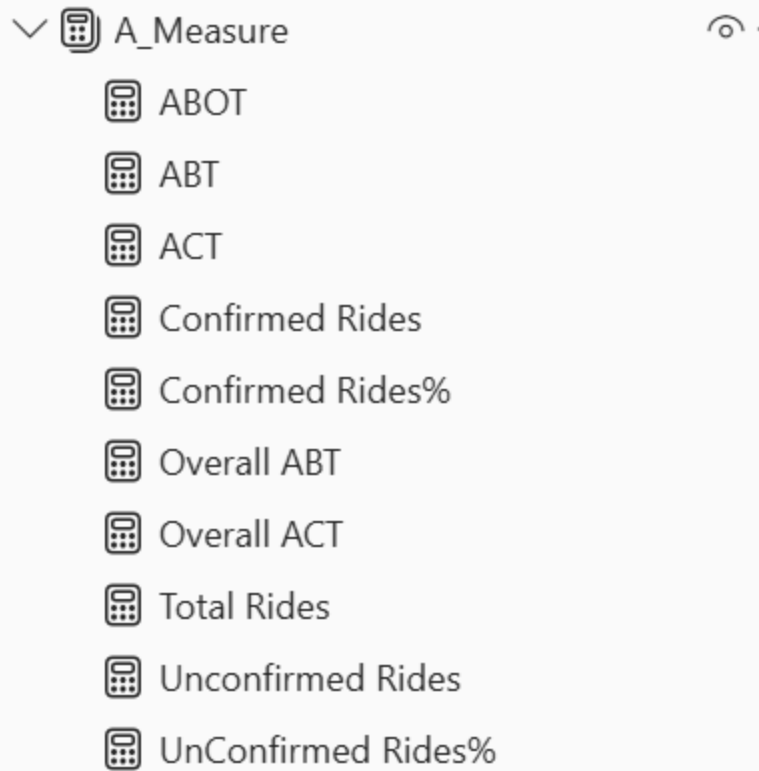 A_Measure
ABOT
ABT
ACT
Confirmed Rides
Confirmed Rides%
Overall ABT
Overall ACT
Total Rides
Unconfirmed Rides
UnConfirmed Rides%